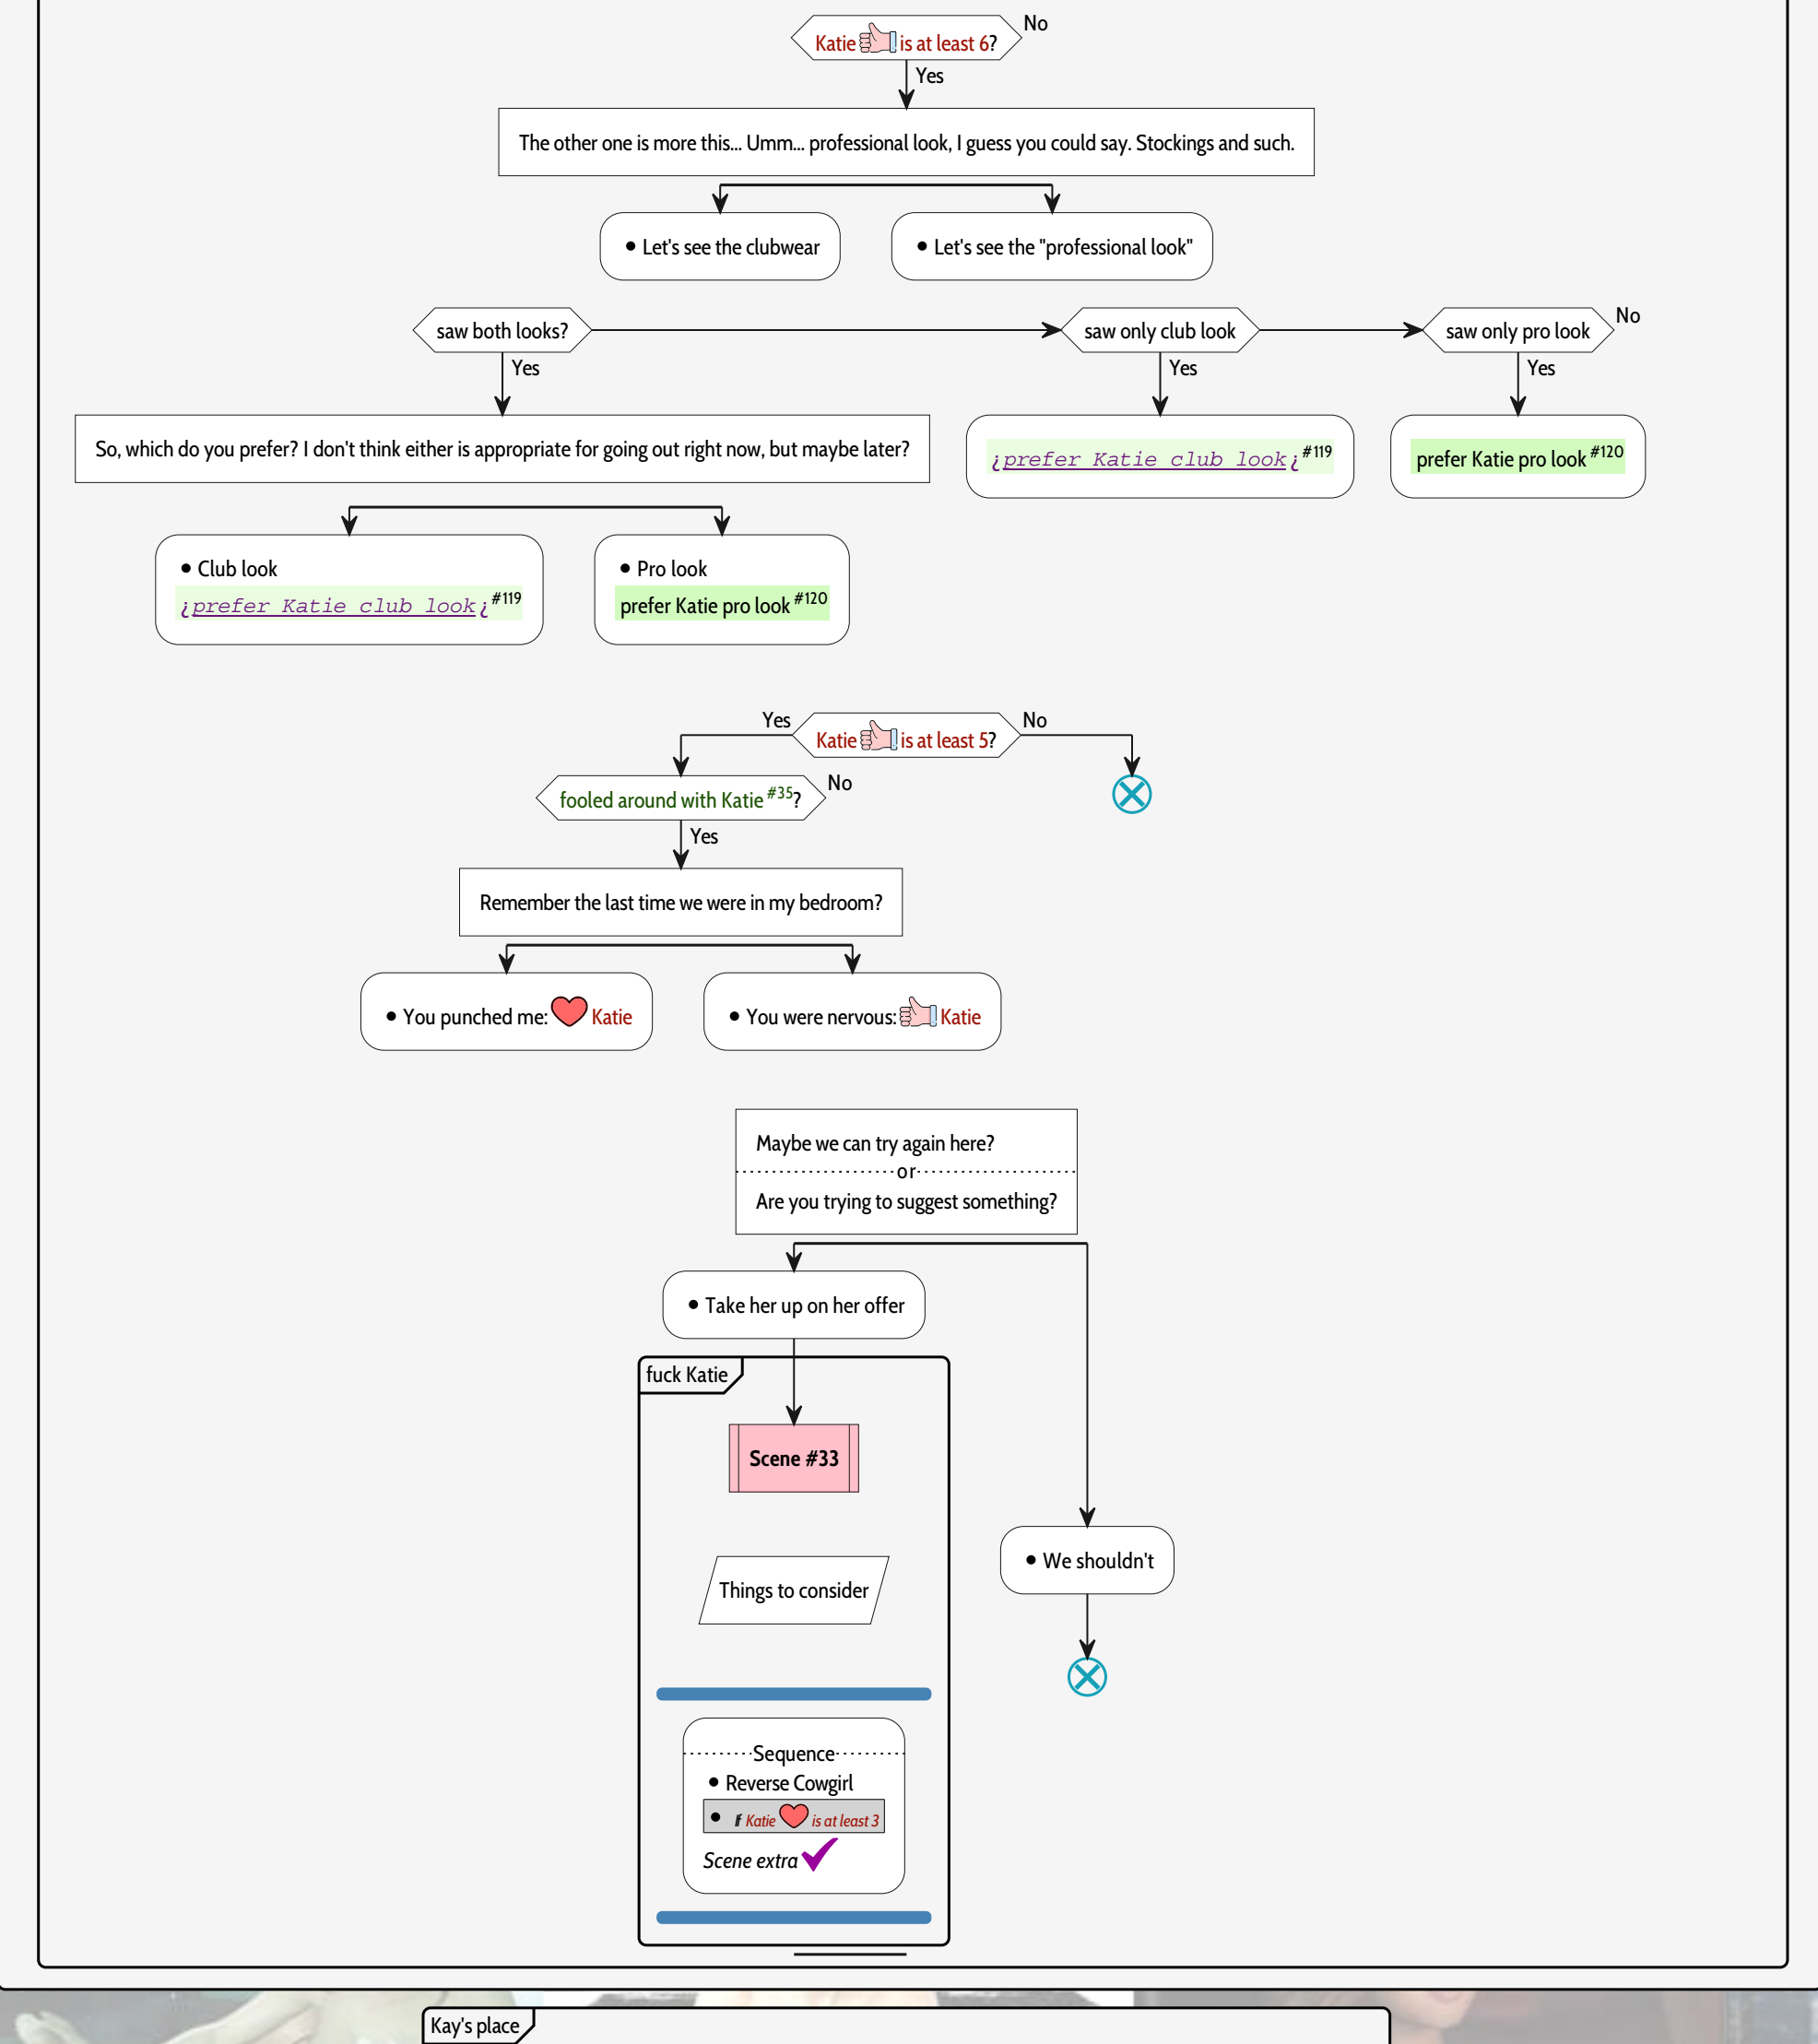 No
Katie is at least 6?
Yes
The other one is more this... Umm... professional look, I guess you could say. Stockings and such.
• Let's see the clubwear
• Let's see the "professional look"
saw both looks?
saw only club look
saw only pro look
No
Yes
Yes
Yes
So, which do you prefer? I don't think either is appropriate for going out right now, but maybe later?
¿prefer Katie club look¿ #119
prefer Katie pro look #120
• Club look
¿prefer Katie club look¿ #119
• Pro look
prefer Katie pro look #120
Yes
Katie is at least 5?
No
fooled around with Katie #35?
No
Yes
Remember the last time we were in my bedroom?
• You punched me: Katie
• You were nervous: Katie
Maybe we can try again here?
or
Are you trying to suggest something?
• Take her up on her offer
fuck Katie
Scene #33
Things to consider
• We shouldn't
Sequence
• Reverse Cowgirl
• If Katie is at least 3
Scene extra
Kay's place